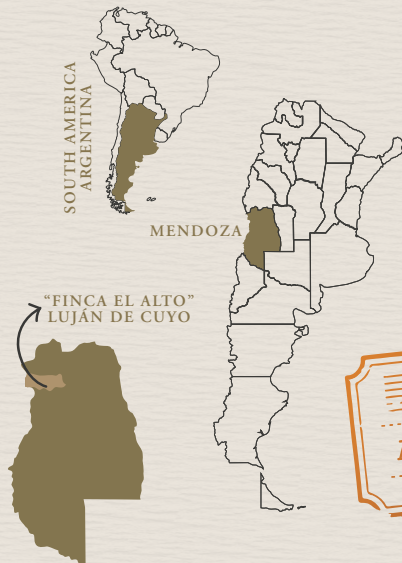 SOUTH AMERICA
ARGENTINA
MENDOZA
“FINCA EL ALTO”
LUJÁN DE CUYO